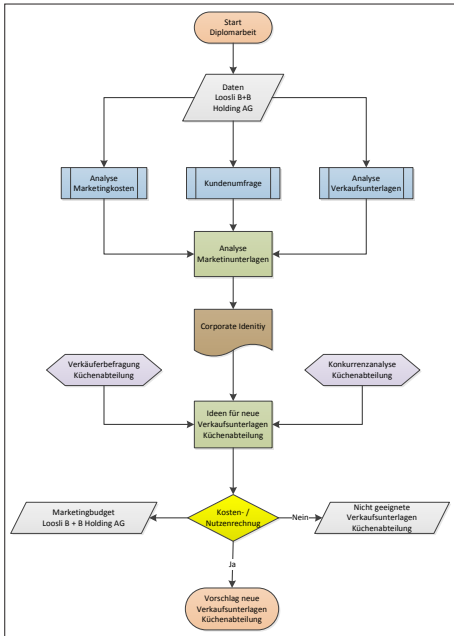 Start
Diplomarbeit
Daten
Loosli B+B
Holding AG
Analyse
Marketingkosten
Kundenumfrage
Analyse
Verkaufsunterlagen
Analyse
Marketinunterlagen
Corporate Idenitiy
Verkäuferbefragung
Küchenabteilung
Konkurrenzanalyse
Küchenabteilung
Ideen für neue
Verkaufsunterlagen
Küchenabteilung
Marketingbudget
Loosli B + B Holding AG
Kosten- /
Nutzenrechnug
Nein
Nicht geeignete
Verkaufsunterlagen
Küchenabteilung
Ja
Vorschlag neue
Verkaufsunterlagen
Küchenabteilung